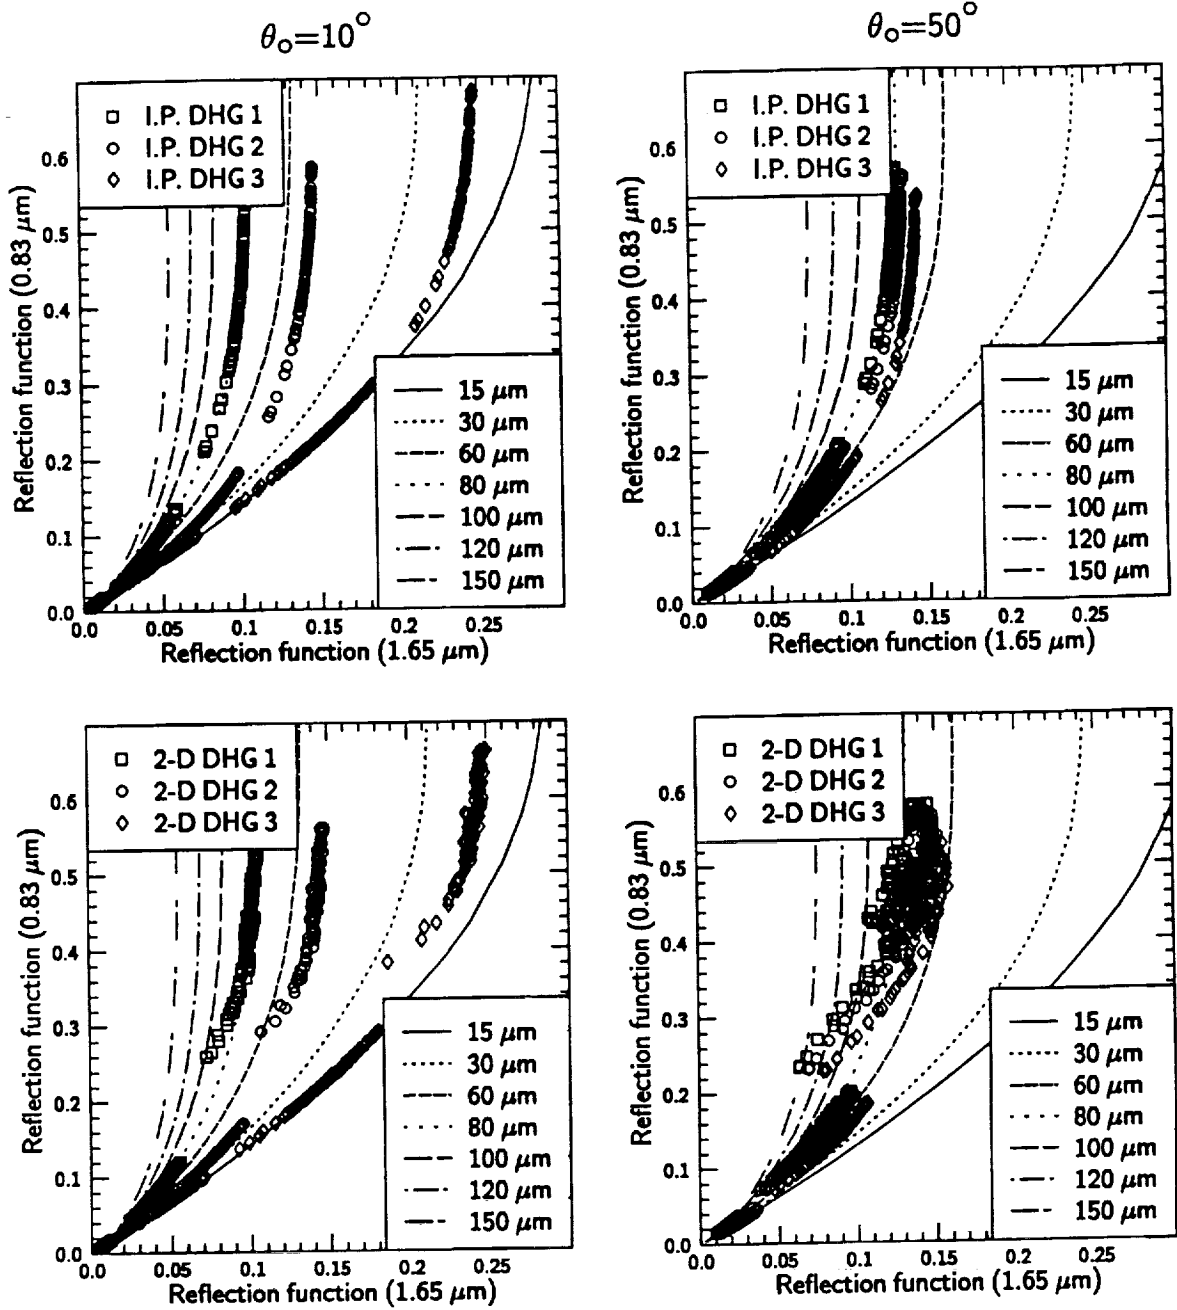 θo=10°
θo=50°
I.P. DHG 1
I.P. DHG 2
I.P. DHG 3
0.6
0.5
0.4
0.3
0.2
0.1
0.0
Reflection function (0.83 μm)
15 μm
30 μm
60 μm
80 μm
100 μm
120 μm
150 μm
0.0 0.05 0.1 0.15 0.2 0.25
Reflection function (1.65 μm)
I.P. DHG 1
I.P. DHG 2
I.P. DHG 3
0.6
0.5
0.4
0.3
0.2
0.1
0.0
Reflection function (0.83 μm)
15 μm
30 μm
60 μm
80 μm
100 μm
120 μm
150 μm
0.0 0.05 0.1 0.15 0.2 0.25
Reflection function (1.65 μm)
2-D DHG 1
2-D DHG 2
2-D DHG 3
0.6
0.5
0.4
0.3
0.2
0.1
0.0
Reflection function (0.83 μm)
15 μm
30 μm
60 μm
80 μm
100 μm
120 μm
150 μm
0.0 0.05 0.1 0.15 0.2 0.25
Reflection function (1.65 μm)
2-D DHG 1
2-D DHG 2
2-D DHG 3
0.6
0.5
0.4
0.3
0.2
0.1
0.0
Reflection function (0.83 μm)
15 μm
30 μm
60 μm
80 μm
100 μm
120 μm
150 μm
0.0 0.05 0.1 0.15 0.2 0.25
Reflection function (1.65 μm)